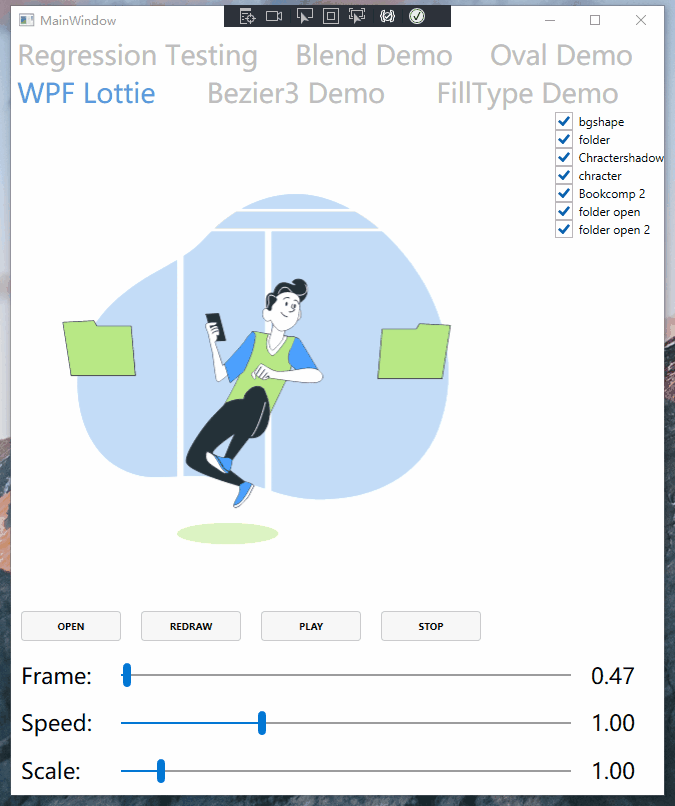 MainWindow
Regression Testing Blend Demo Oval Demo
WPF Lottie Bezier3 Demo FillType Demo
bgshape
folder
Chractershadow
chracter
Bookcomp 2
folder open
folder open 2
OPEN REDRAW PLAY STOP
Frame: 0.47
Speed: 1.00
Scale: 1.00